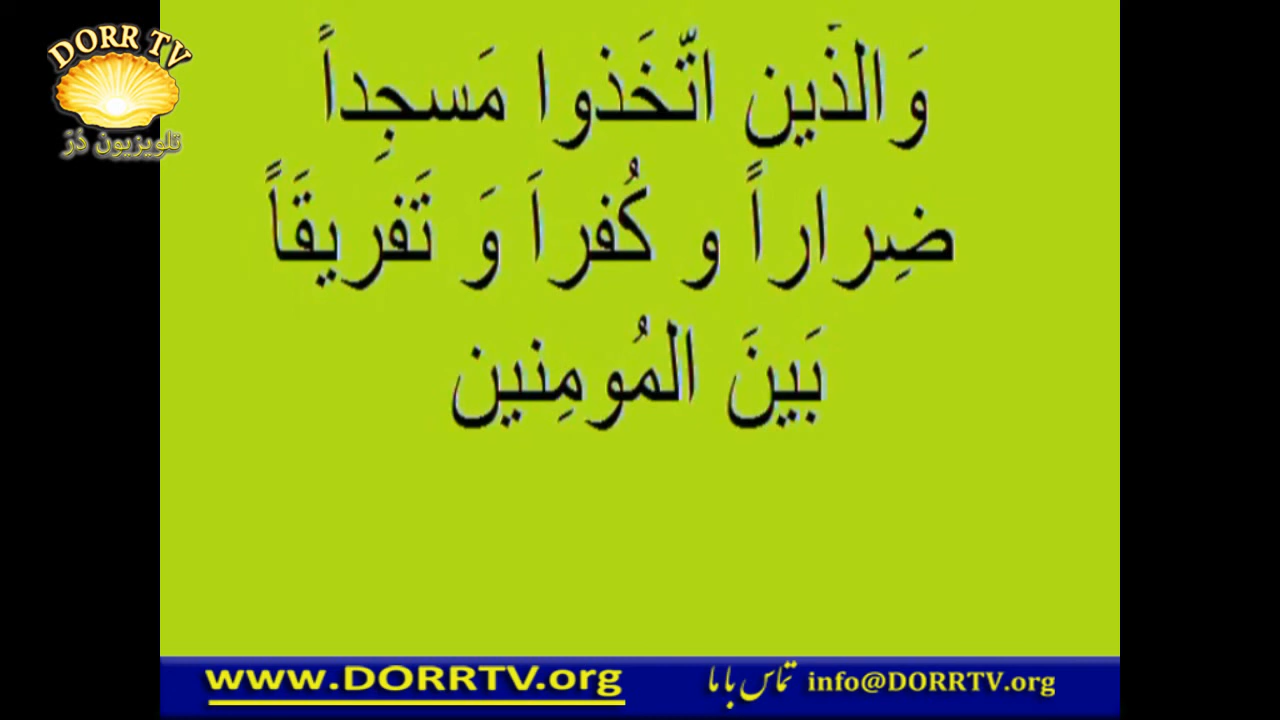 DORR TV
تلویزیون دُرّ
وَالذَین اتّخَذوا مَسجِداً
ضِراراً و کُفراَ وَ تَفریقَاً
بَینَ المُومِنین
www.DORRTV.org
تماس با ما info@DORRTV.org